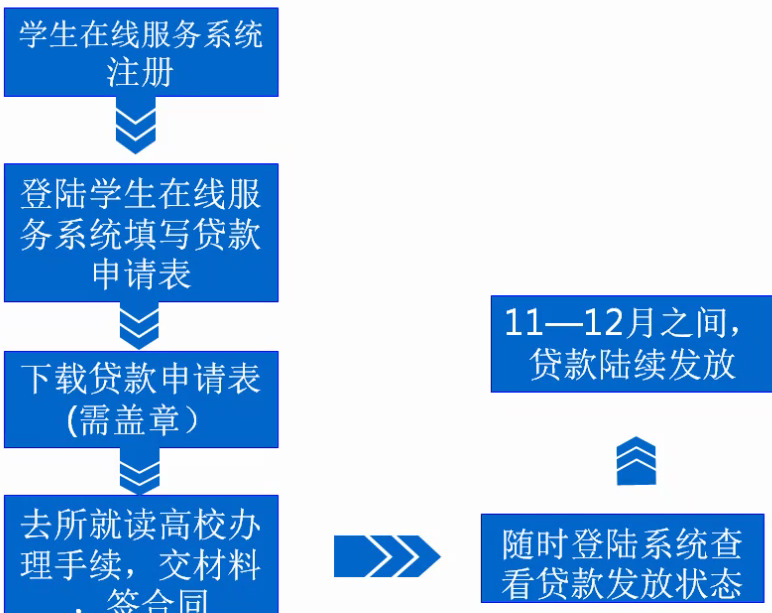 学生在线服务系统
注册
登陆学生在线服
务系统填写贷款
申请表
下载贷款申请表
(需盖章）
去所就读高校办
理手续，交材料
，签合同
随时登陆系统查
看贷款发放状态
11—12月之间，
贷款陆续发放